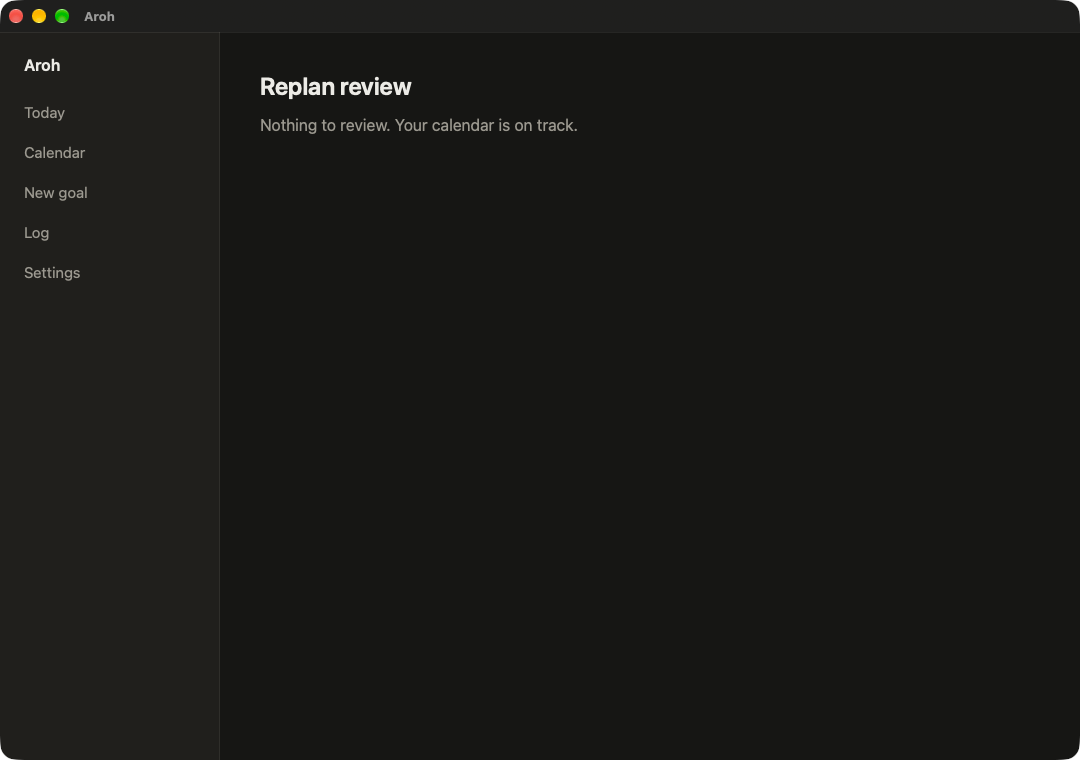 Aroh
Aroh
Today
Calendar
New goal
Log
Settings
Replan review
Nothing to review. Your calendar is on track.